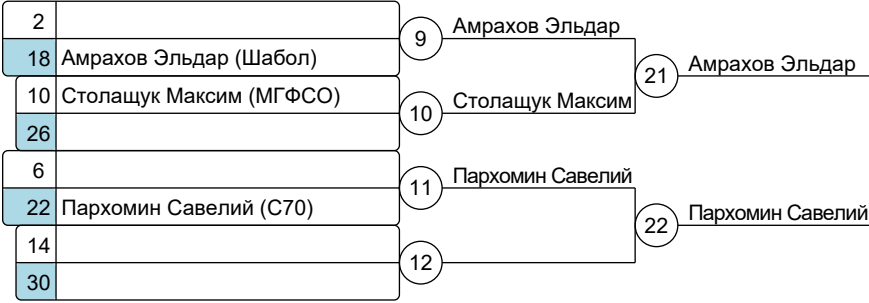 2
9
Амрахов Эльдар
18 Амрахов Эльдар (Шабол)
21
Амрахов Эльдар
10 Столащук Максим (МГФСО)
10
Столащук Максим
26
6
11
Пархомин Савелий
22 Пархомин Савелий (С70)
22
Пархомин Савелий
14
12
30